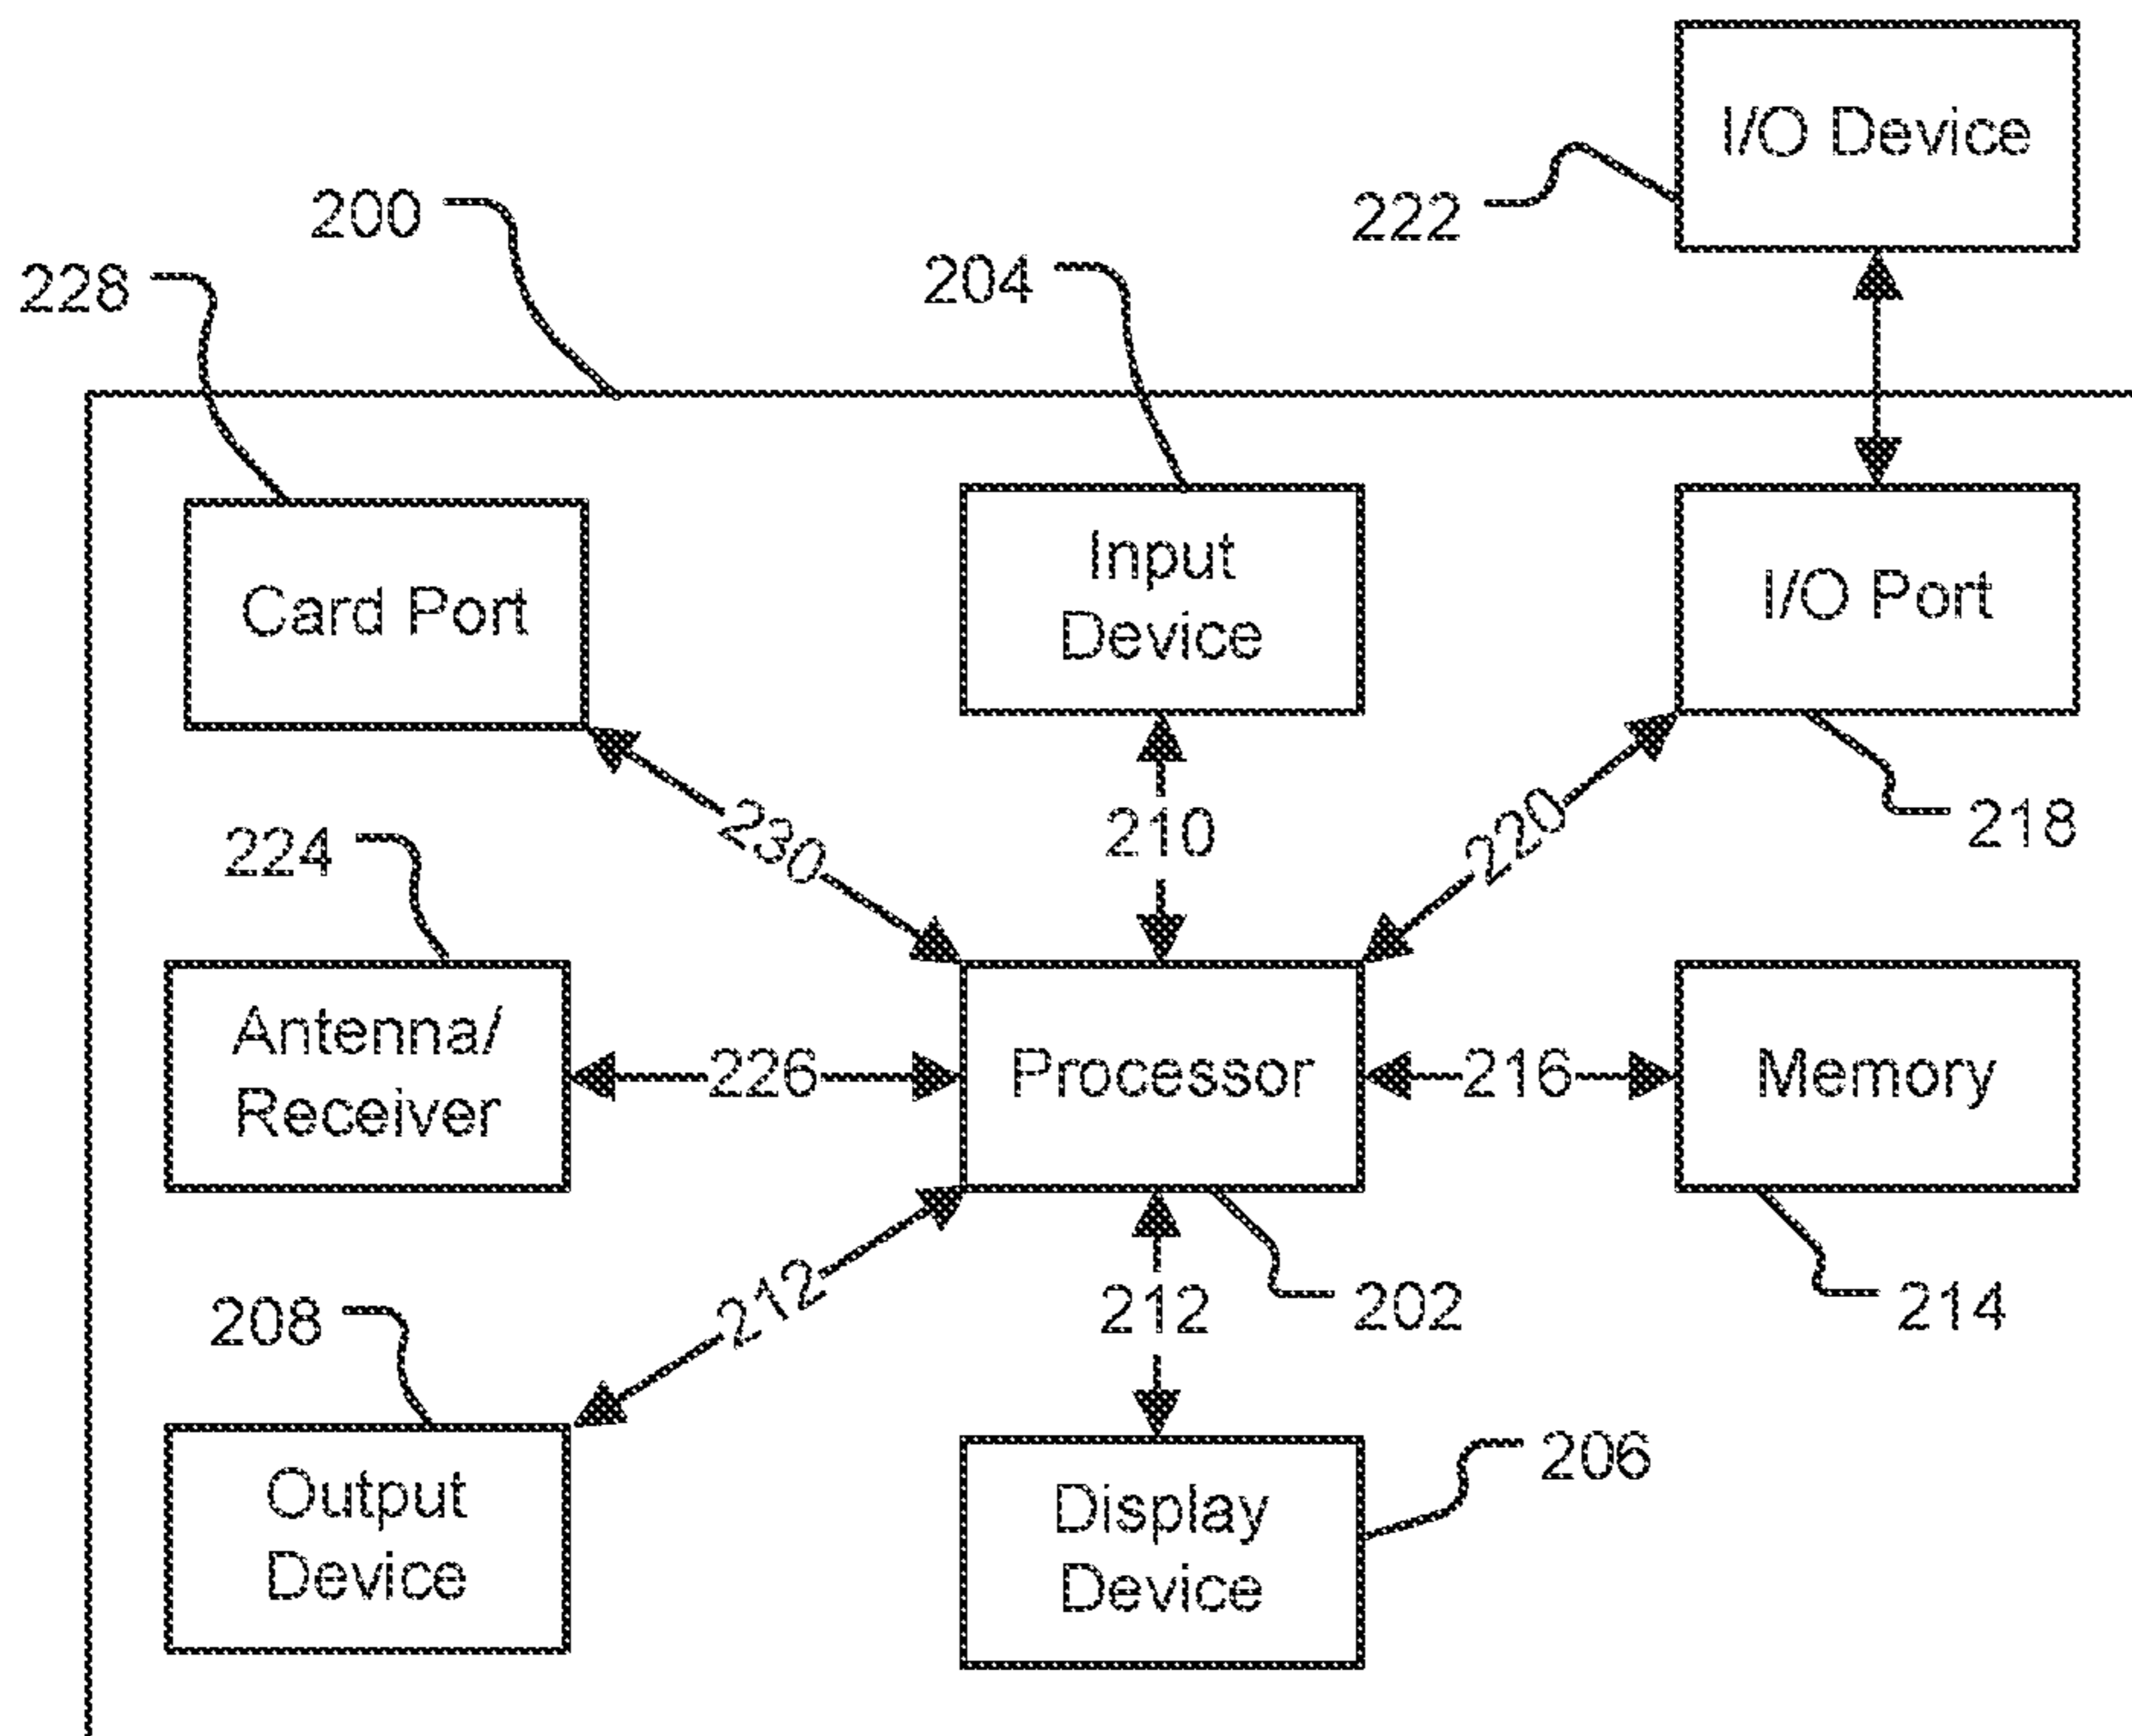 I/O Device
200
222
228
204
Card Port
Input
Device
I/O Port
230
210
220
218
224
Antenna/
Receiver
226
Processor
216
Memory
208
212
212
202
214
Output
Device
Display
Device
206